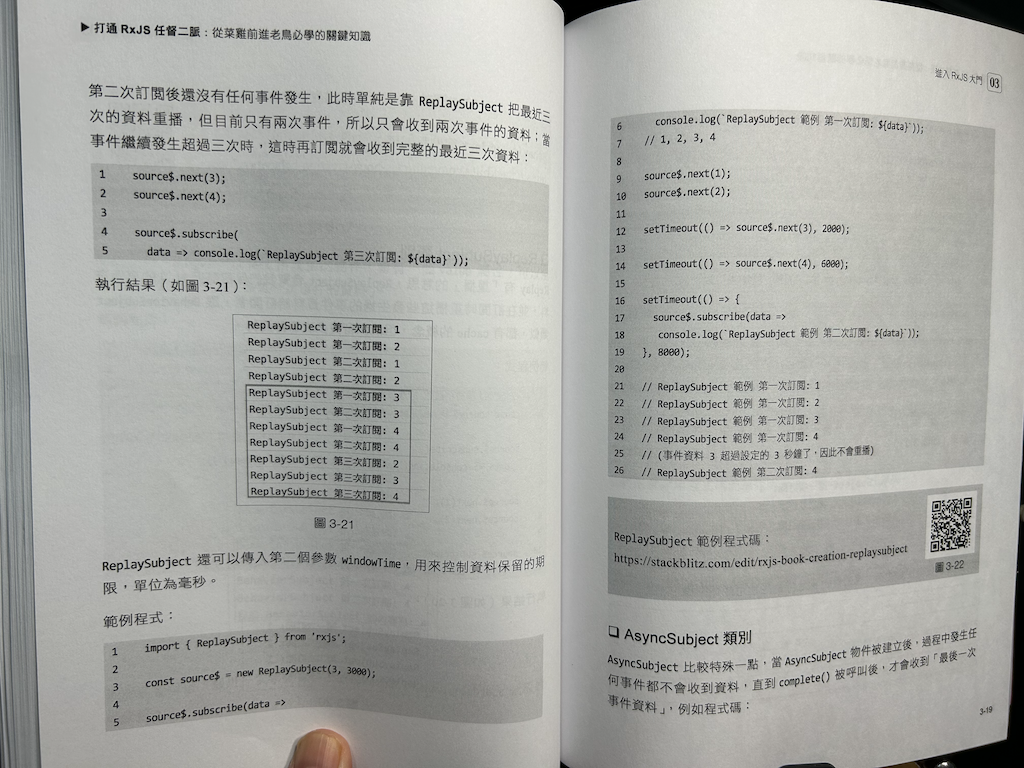 ▶ 打通 RxJS 任督二脈：從菜雞前進老鳥必學的關鍵知識
第二次訂閱後還沒有任何事件發生，此時單純是靠 ReplaySubject 把最近三
次的資料重播，但目前只有兩次事件，所以只會收到兩次事件的資料；當
事件繼續發生超過三次時，這時再訂閱就會收到完整的最近三次資料：
1 source$.next(3);
2 source$.next(4);
3
4 source$.subscribe(
5 data => console.log(`ReplaySubject 第三次訂閱: ${data}`));
執行結果（如圖 3-21）：
ReplaySubject 第一次訂閱: 1
ReplaySubject 第一次訂閱: 2
ReplaySubject 第二次訂閱: 1
ReplaySubject 第二次訂閱: 2
ReplaySubject 第一次訂閱: 3
ReplaySubject 第二次訂閱: 3
ReplaySubject 第一次訂閱: 4
ReplaySubject 第二次訂閱: 4
ReplaySubject 第三次訂閱: 2
ReplaySubject 第三次訂閱: 3
ReplaySubject 第三次訂閱: 4
圖 3-21
ReplaySubject 還可以傳入第二個參數 windowTime，用來控制資料保留的期
限，單位為毫秒。
範例程式：
1 import { ReplaySubject } from 'rxjs';
2
3 const source$ = new ReplaySubject(3, 3000);
4
5 source$.subscribe(data =>
進入 RxJS 大門 03
6 console.log(`ReplaySubject 範例 第一次訂閱: ${data}`));
7 // 1, 2, 3, 4
8
9 source$.next(1);
10 source$.next(2);
11
12 setTimeout(() => source$.next(3), 2000);
13
14 setTimeout(() => source$.next(4), 6000);
15
16 setTimeout(() => {
17 source$.subscribe(data =>
18 console.log(`ReplaySubject 範例 第二次訂閱: ${data}`));
19 }, 8000);
20
21 // ReplaySubject 範例 第一次訂閱: 1
22 // ReplaySubject 範例 第一次訂閱: 2
23 // ReplaySubject 範例 第一次訂閱: 3
24 // ReplaySubject 範例 第一次訂閱: 4
25 // (事件資料 3 超過設定的 3 秒鐘了，因此不會重播)
26 // ReplaySubject 範例 第二次訂閱: 4
ReplaySubject 範例程式碼：
https://stackblitz.com/edit/rxjs-book-creation-replaysubject
圖 3-22
❏ AsyncSubject 類別
AsyncSubject 比較特殊一點，當 AsyncSubject 物件被建立後，過程中發生任
何事件都不會收到資料，直到 complete() 被呼叫後，才會收到「最後一次
事件資料」，例如程式碼：
3-19